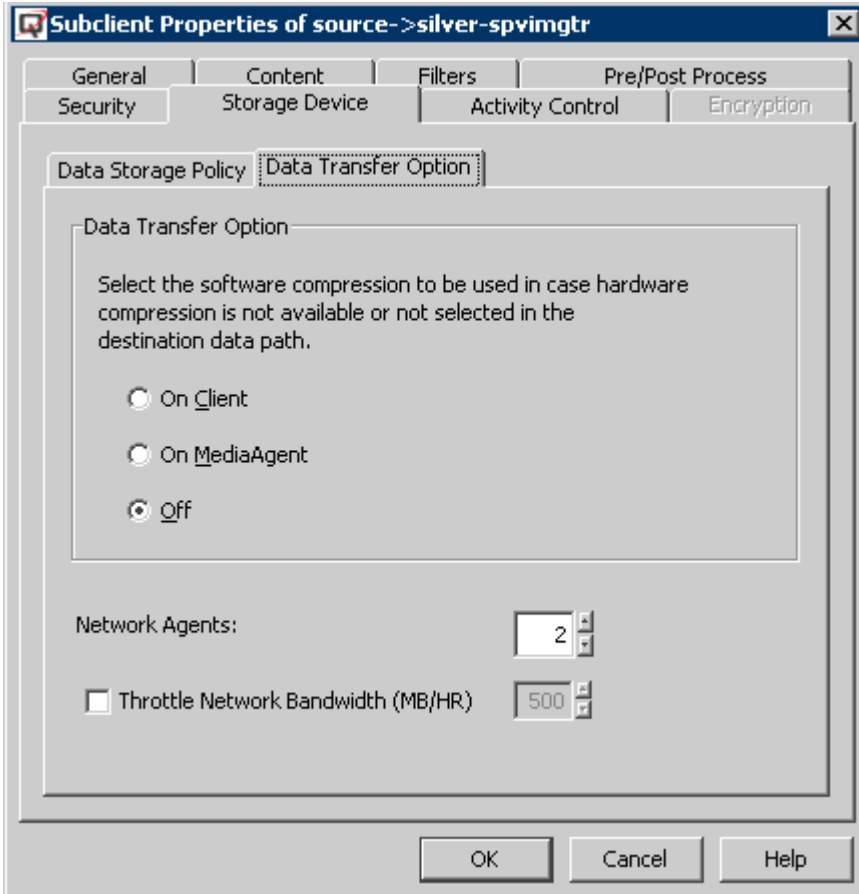 Subclient Properties of source->silver-spvimgtr
General Content Filters Pre/Post Process
Security Storage Device Activity Control Encryption
Data Storage Policy Data Transfer Option
Data Transfer Option
Select the software compression to be used in case hardware
compression is not available or not selected in the
destination data path.
On Client
On MediaAgent
Off
Network Agents: 2
Throttle Network Bandwidth (MB/HR) 500
OK Cancel Help